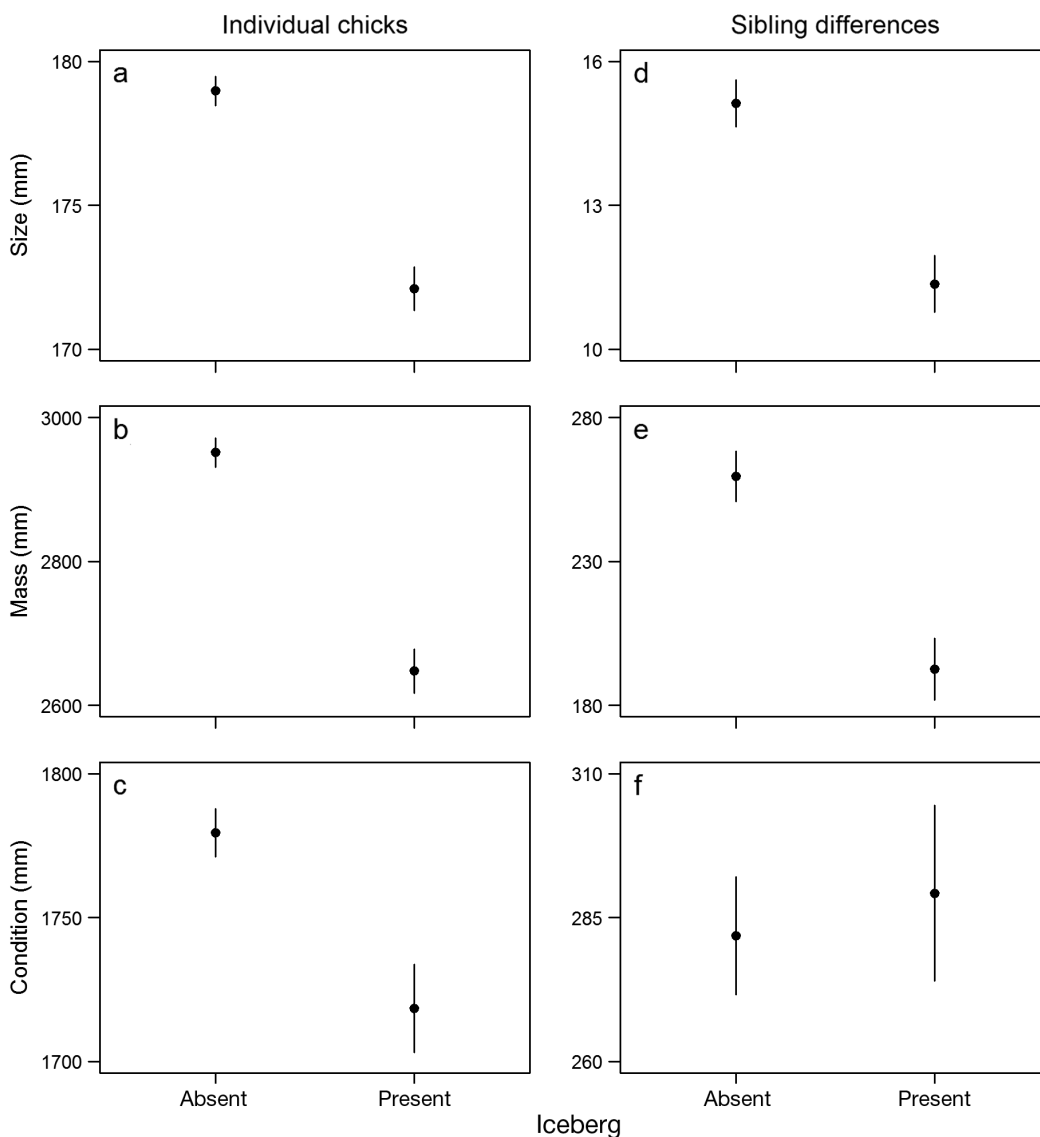 Individual chicks
Sibling differences
a
180
175
170
Size (mm)
d
16
13
10
b
3000
2800
2600
Mass (mm)
e
280
230
180
c
1800
1750
1700
Condition (mm)
Absent
Present
f
310
285
260
Absent
Present
Iceberg